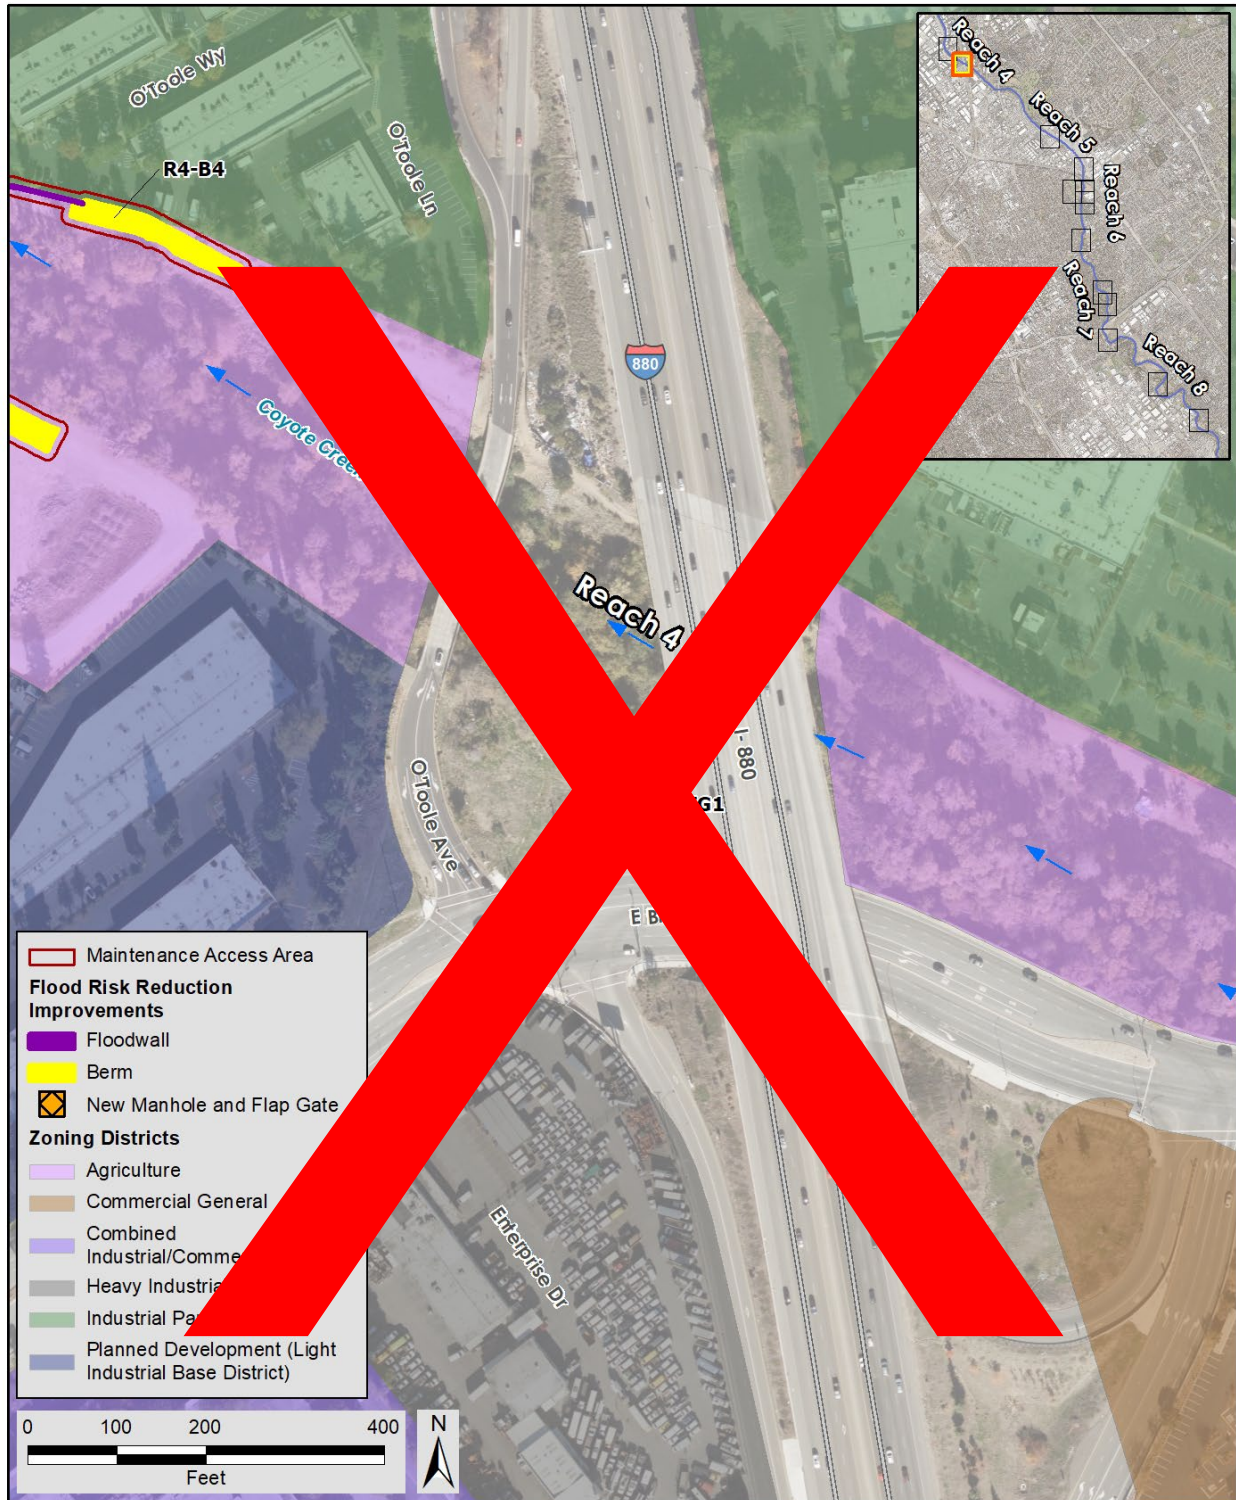 O'Toole Wy
O'Toole Ln
R4-B4
Reach 4
Reach 5
Reach 6
Reach 7
Reach 8
880
Coyote
Reach 4
I- 880
G1
O'Toole Ave
E
Enterprise Dr
Maintenance Access Area
Flood Risk Reduction
Improvements
Floodwall
Berm
New Manhole and Flap Gate
Zoning Districts
Agriculture
Commercial General
Combined
Industrial/Comme
Heavy Industria
Industrial Pa
Planned Development (Light
Industrial Base District)
0 100 200 400
Feet
N